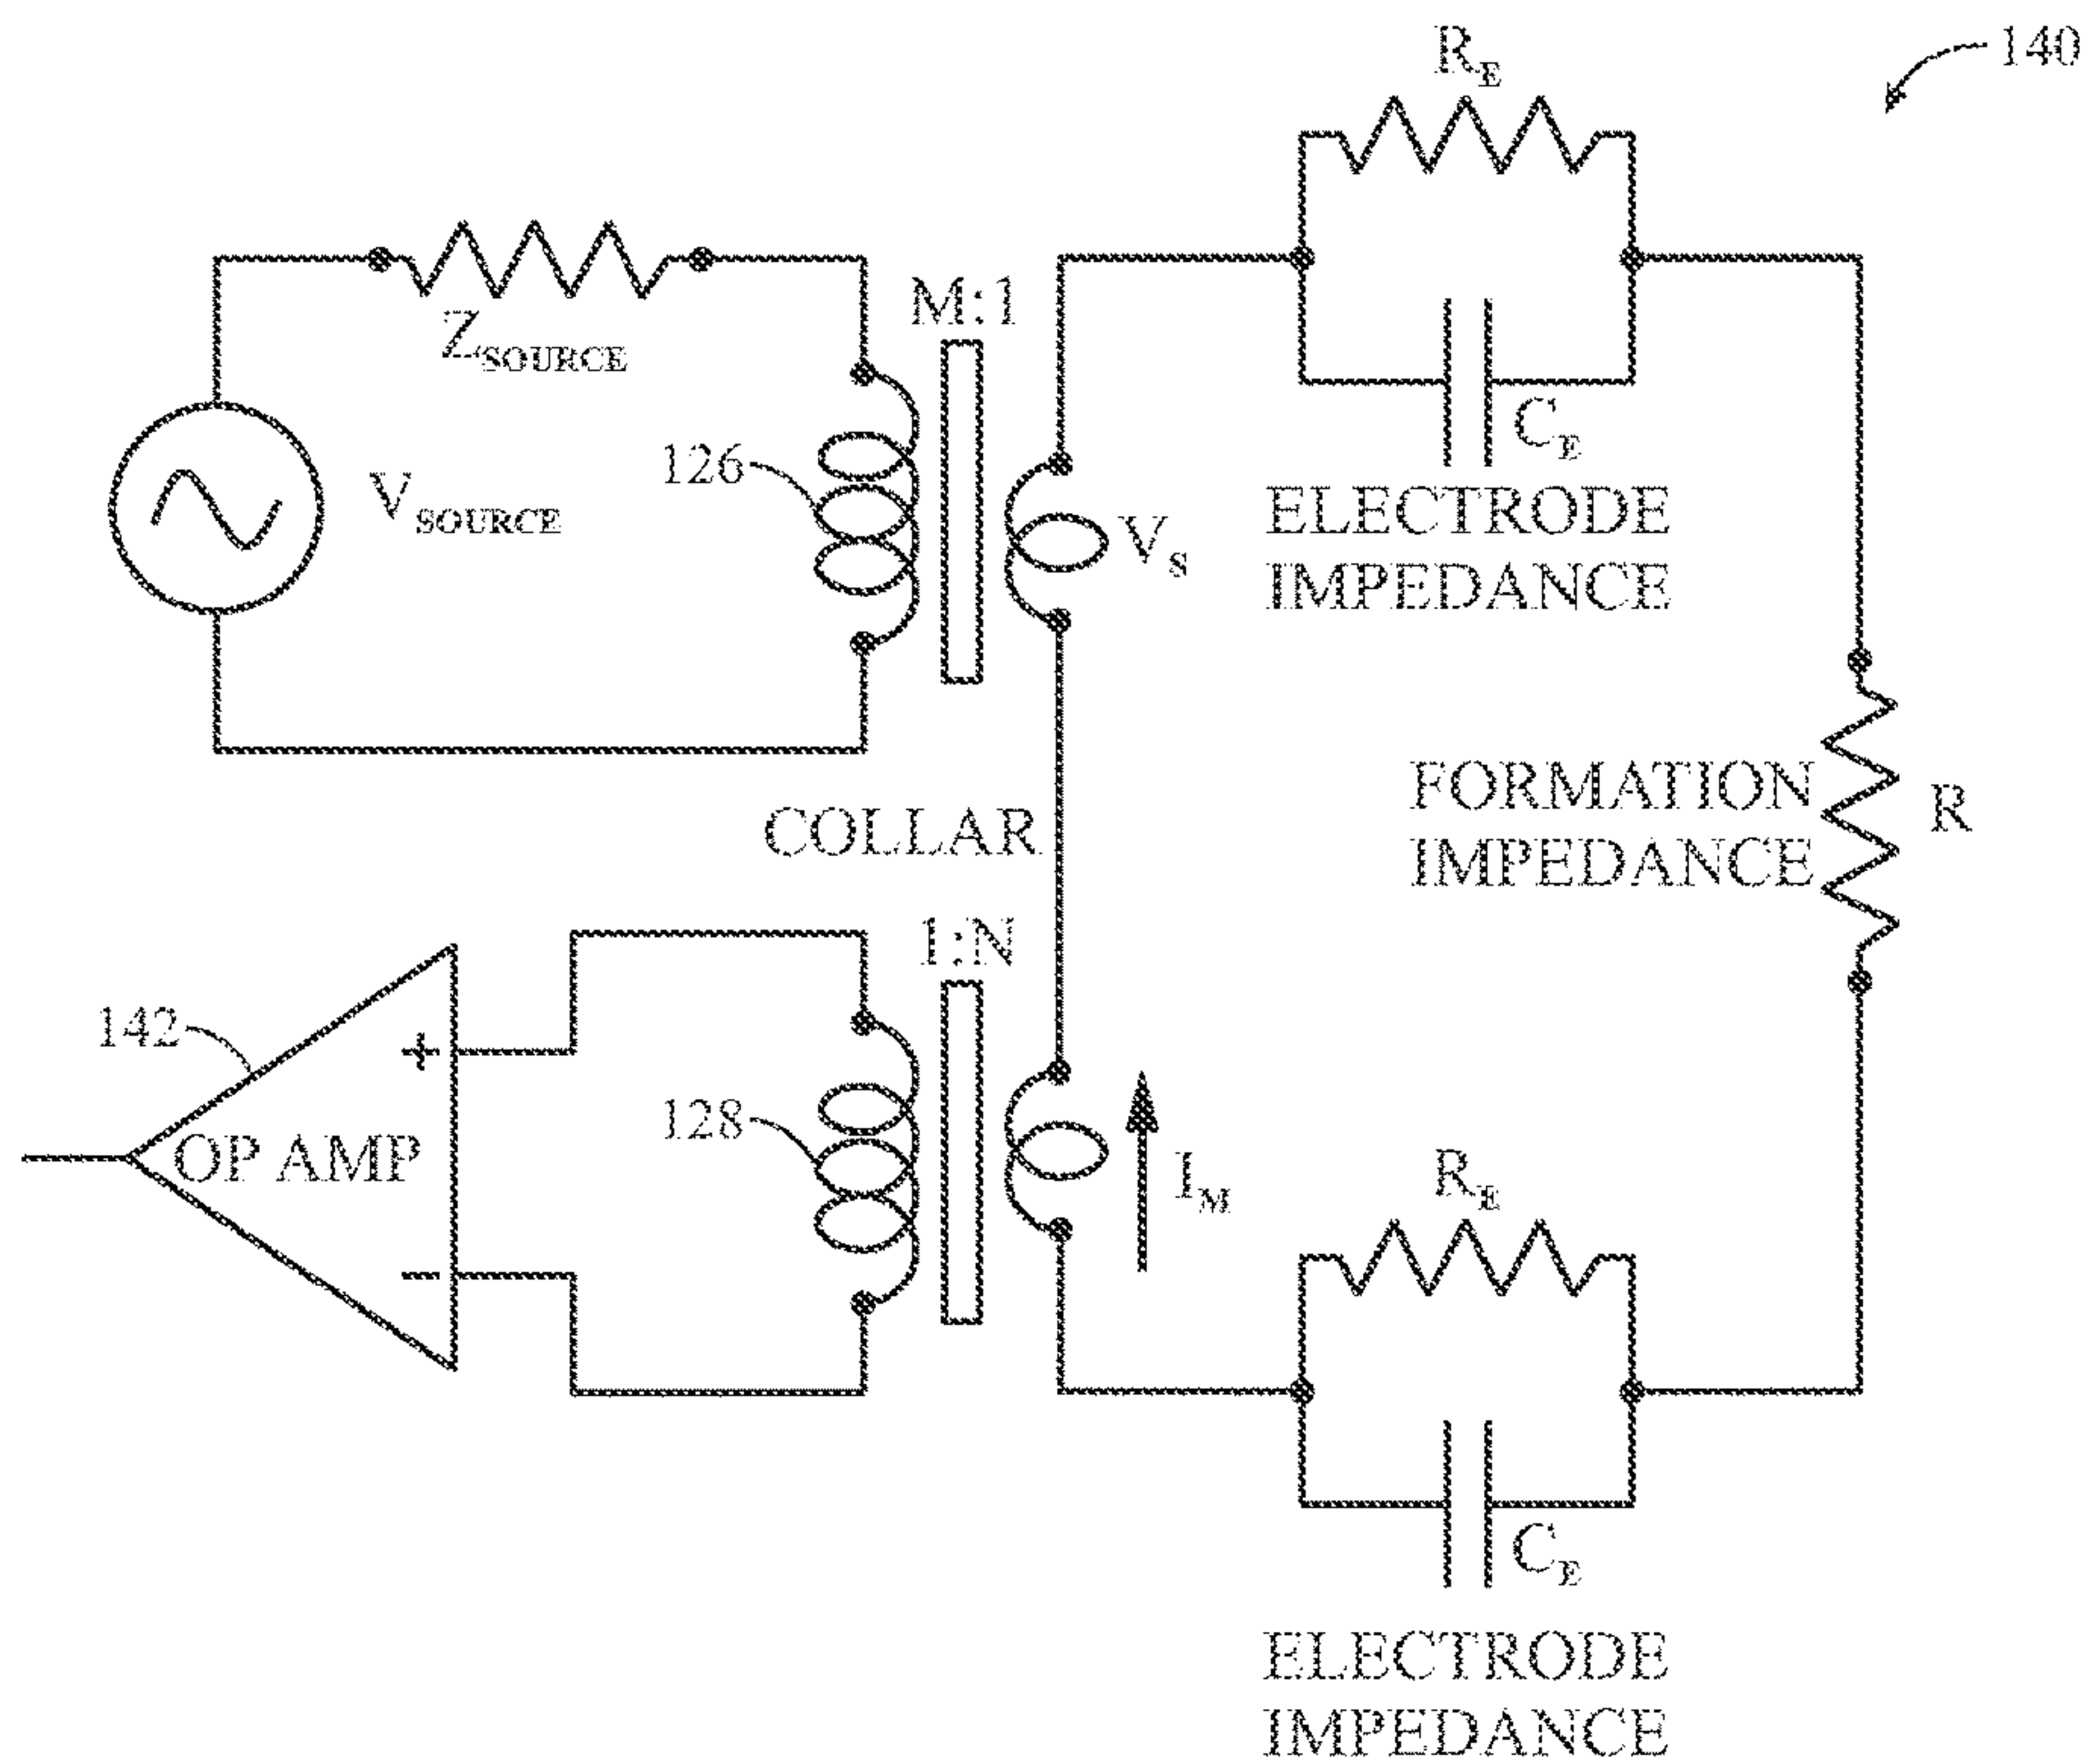 140
R_E
Z_SOURCE
M:1
C_E
126
V_SOURCE
V_S
ELECTRODE
IMPEDANCE
FORMATION
IMPEDANCE
R
COLLAR
1:N
142
+
OP AMP
128
I_M
−
R_E
C_E
ELECTRODE
IMPEDANCE